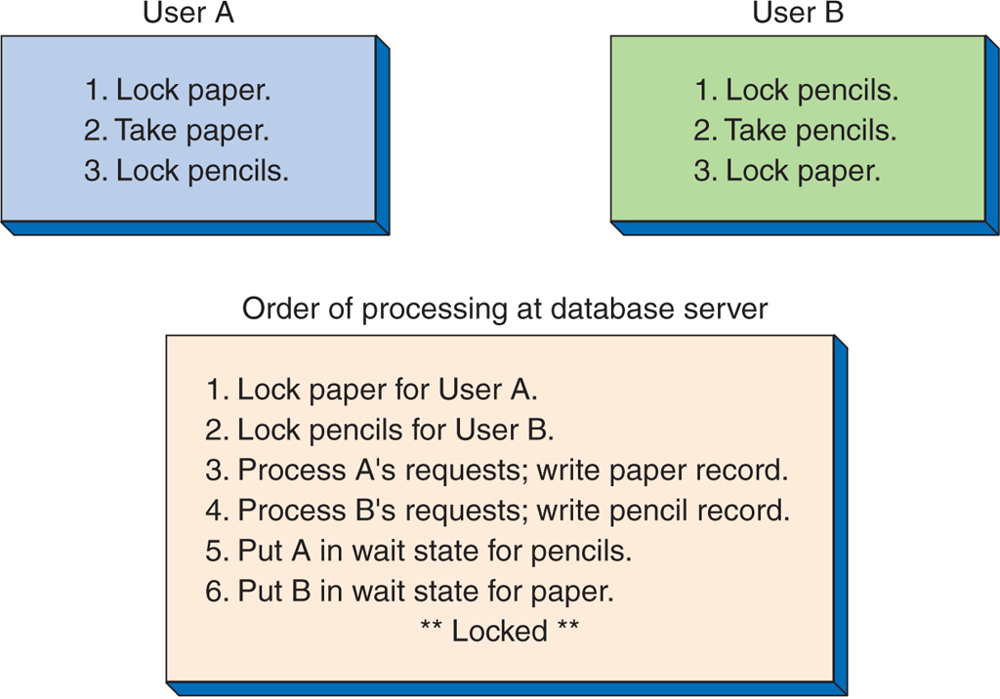 User A
1. Lock paper.
2. Take paper.
3. Lock pencils.
User B
1. Lock pencils.
2. Take pencils.
3. Lock paper.
Order of processing at database server
1. Lock paper for User A.
2. Lock pencils for User B.
3. Process A's requests; write paper record.
4. Process B's requests; write pencil record.
5. Put A in wait state for pencils.
6. Put B in wait state for paper.
** Locked **